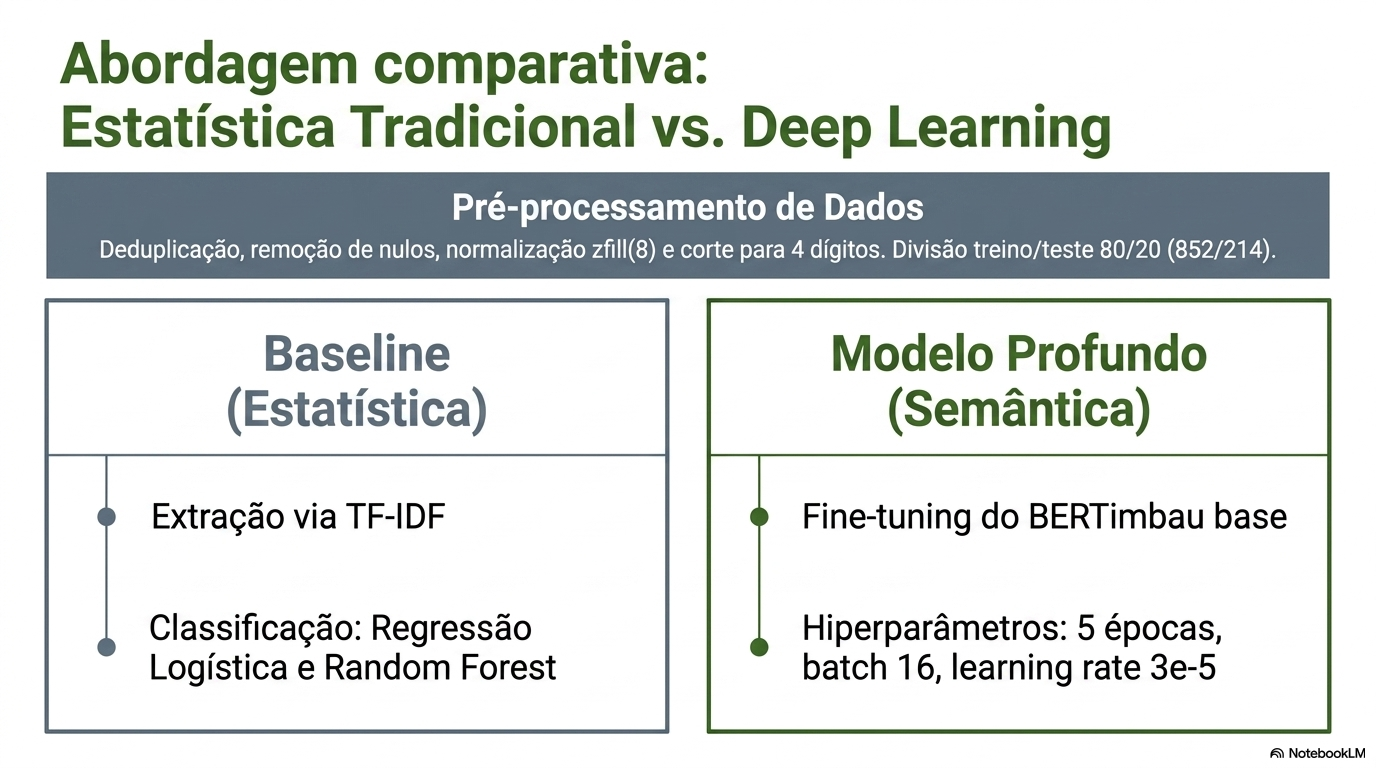 Abordagem comparativa:
Estatística Tradicional vs. Deep Learning
Pré-processamento de Dados
Deduplicação, remoção de nulos, normalização zfill(8) e corte para 4 dígitos. Divisão treino/teste 80/20 (852/214).
Baseline
(Estatística)
Extração via TF-IDF
Classificação: Regressão
Logística e Random Forest
Modelo Profundo
(Semântica)
Fine-tuning do BERTimbau base
Hiperparâmetros: 5 épocas,
batch 16, learning rate 3e-5
NotebookLM